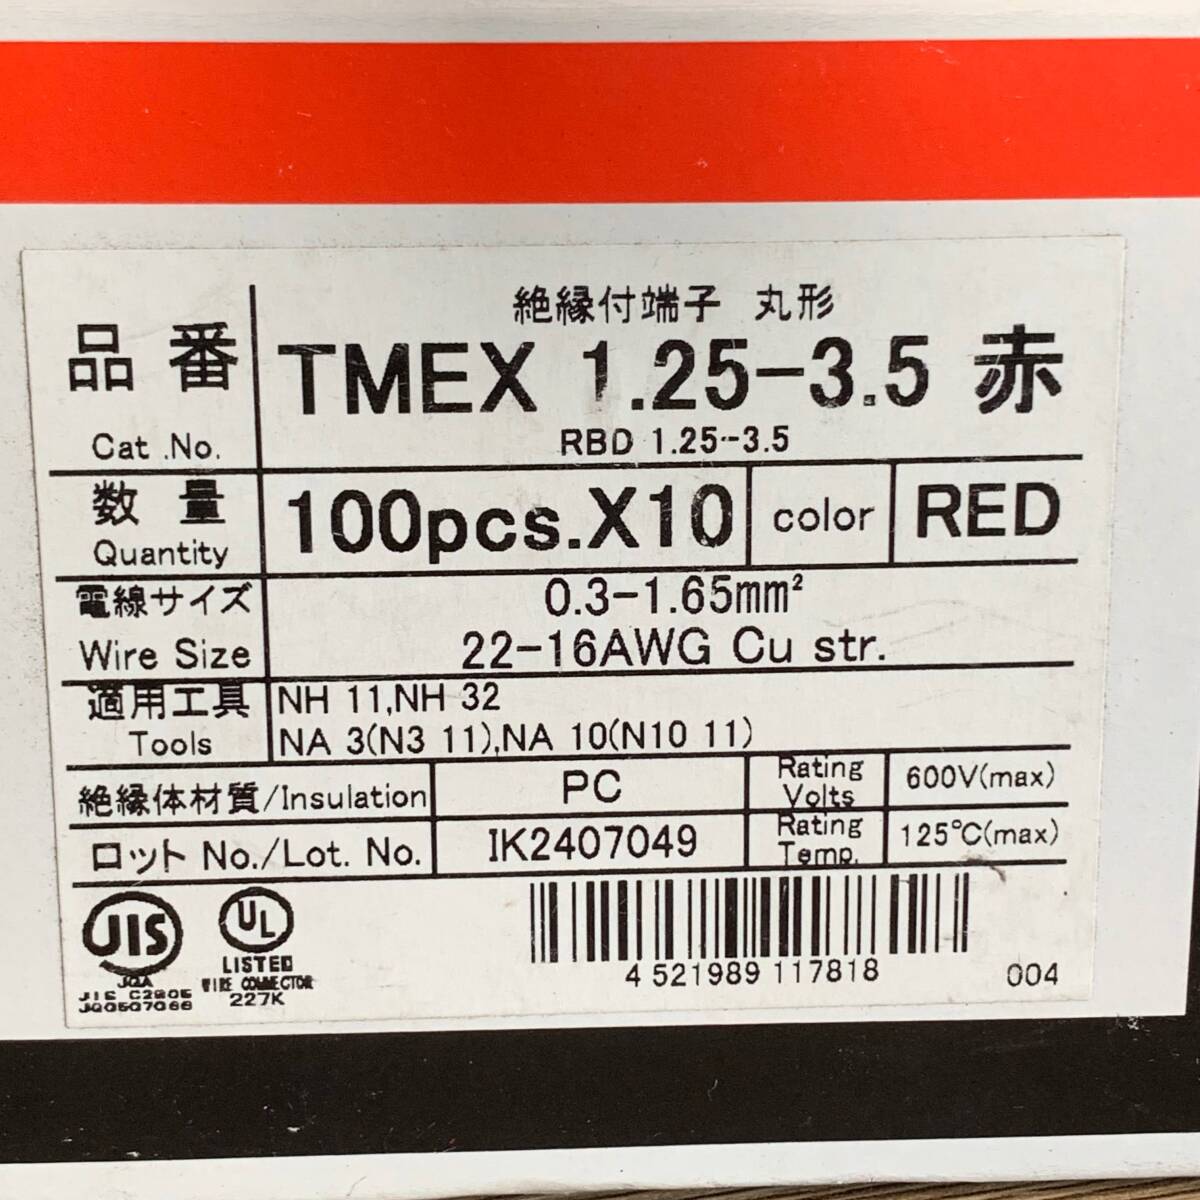 絶縁付端子 丸形
品番 TMEX 1.25-3.5 赤
Cat .No. RBD 1.25-3.5
数量 100pcs.X10 color RED
Quantity
電線サイズ 0.3-1.65mm²
Wire Size 22-16AWG Cu str.
適用工具 NH 11,NH 32
Tools NA 3(N3 11),NA 10(N10 11)
絶縁体材質/Insulation PC Rating Volts 600V(max)
ロット No./Lot. No. IK2407049 Rating Temp. 125℃(max)
JIS
JQA
JIS C2805
JQ0507066
UL
LISTED
WIRE CONNECTOR
227K
4 521989 117818
004